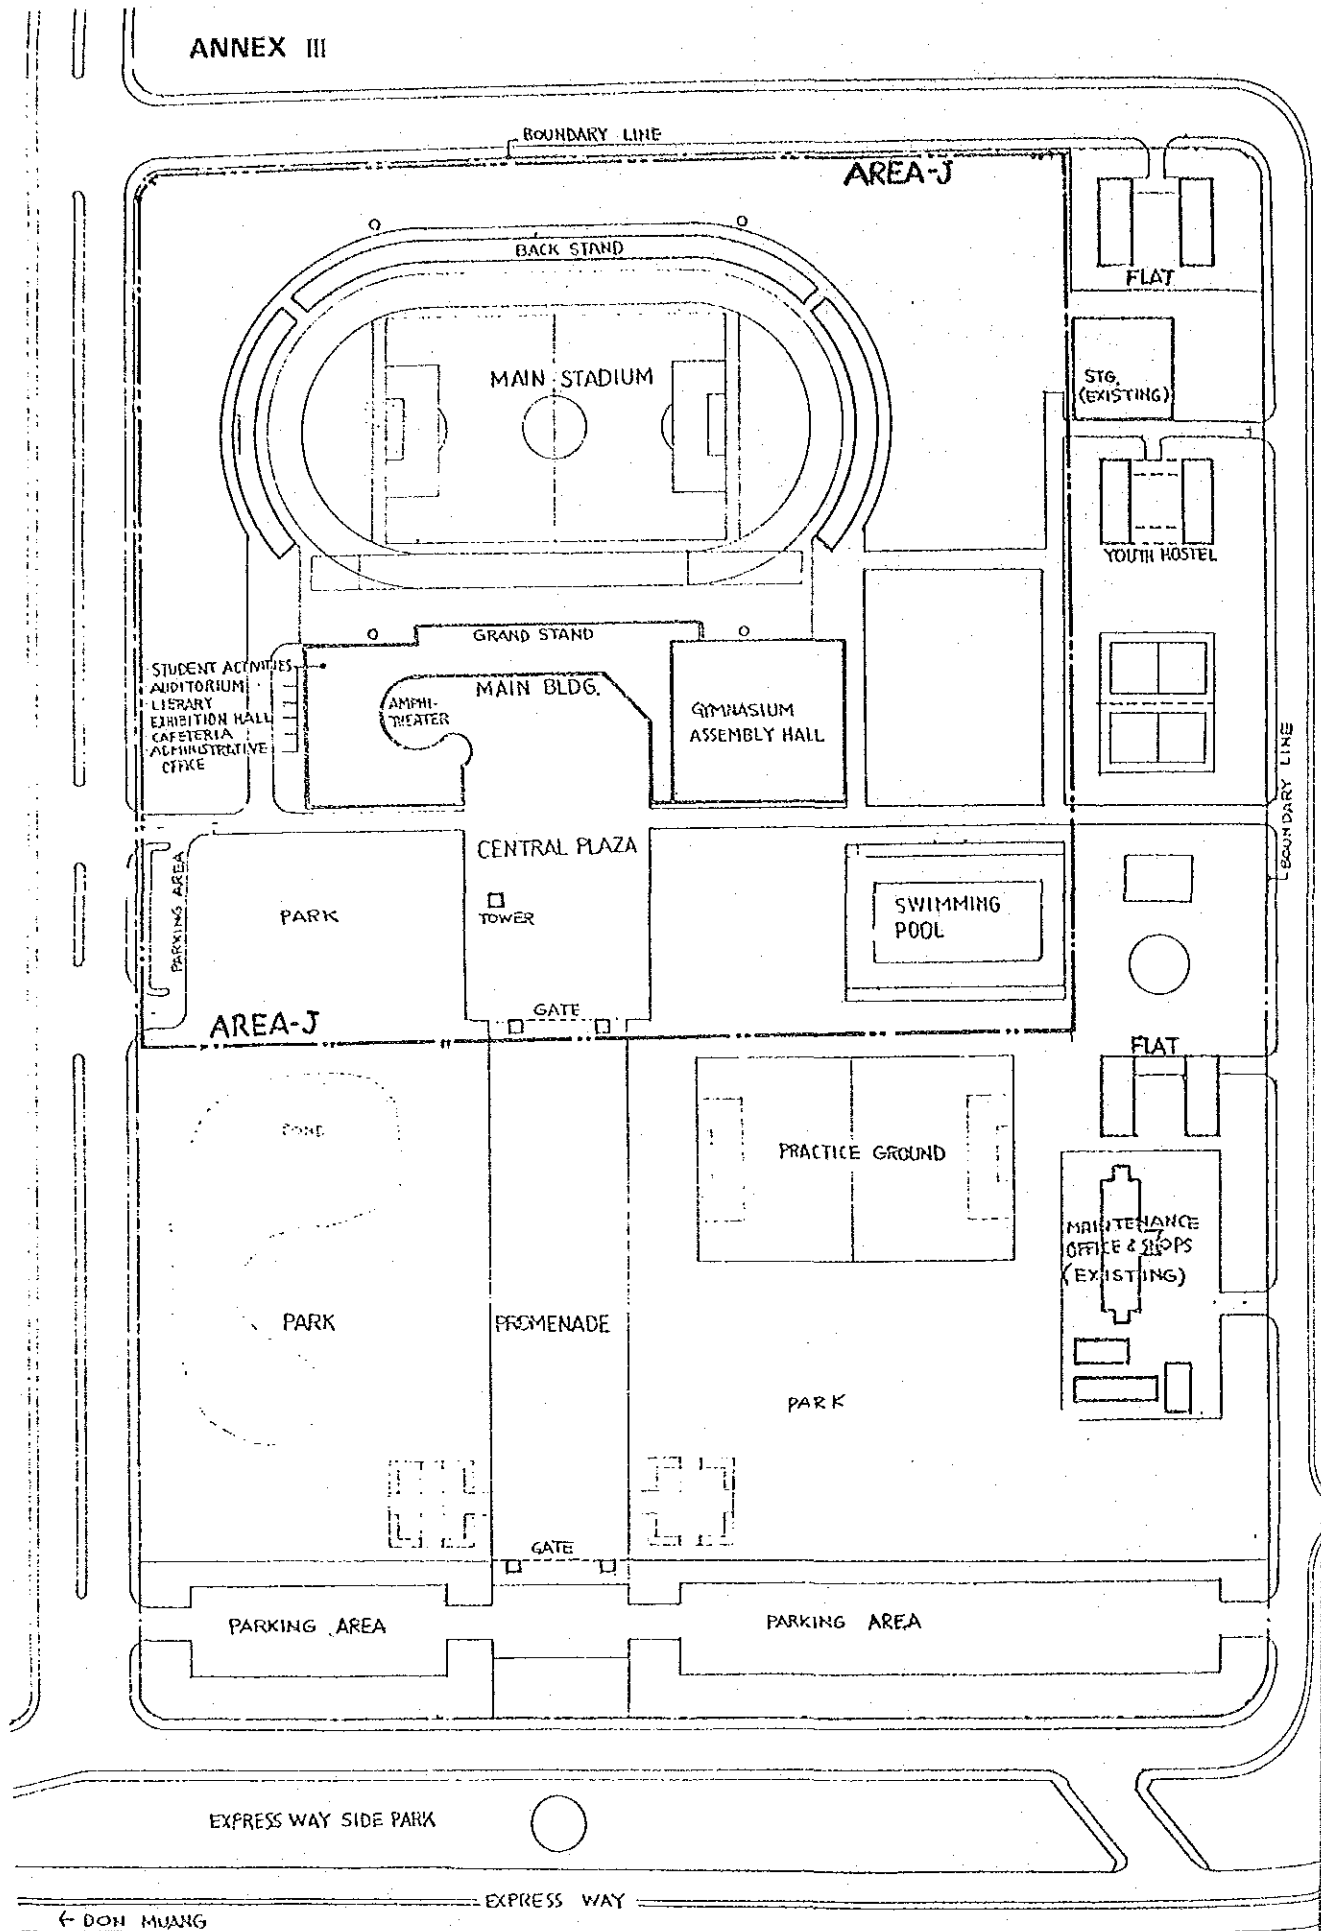 ANNEX III
BOUNDARY LINE
AREA-J
BACK STAND
FLAT
MAIN STADIUM
STG.
(EXISTING)
YOUTH HOSTEL
GRAND STAND
STUDENT ACTIVITIES
AUDITORIUM
LIBRARY
EXHIBITION HALL
CAFETERIA
ADMINISTRATIVE
OFFICE
AMPHI-
THEATER
MAIN BLDG.
GYMNASIUM
ASSEMBLY HALL
BOUNDARY LINE
CENTRAL PLAZA
PARKING AREA
PARK
TOWER
SWIMMING
POOL
GATE
AREA-J
FLAT
POND
PRACTICE GROUND
MAINTENANCE
OFFICE & SHOPS
(EXISTING)
PARK
PROMENADE
PARK
GATE
PARKING AREA
PARKING AREA
EXPRESS WAY SIDE PARK
EXPRESS WAY
← DON MUANG